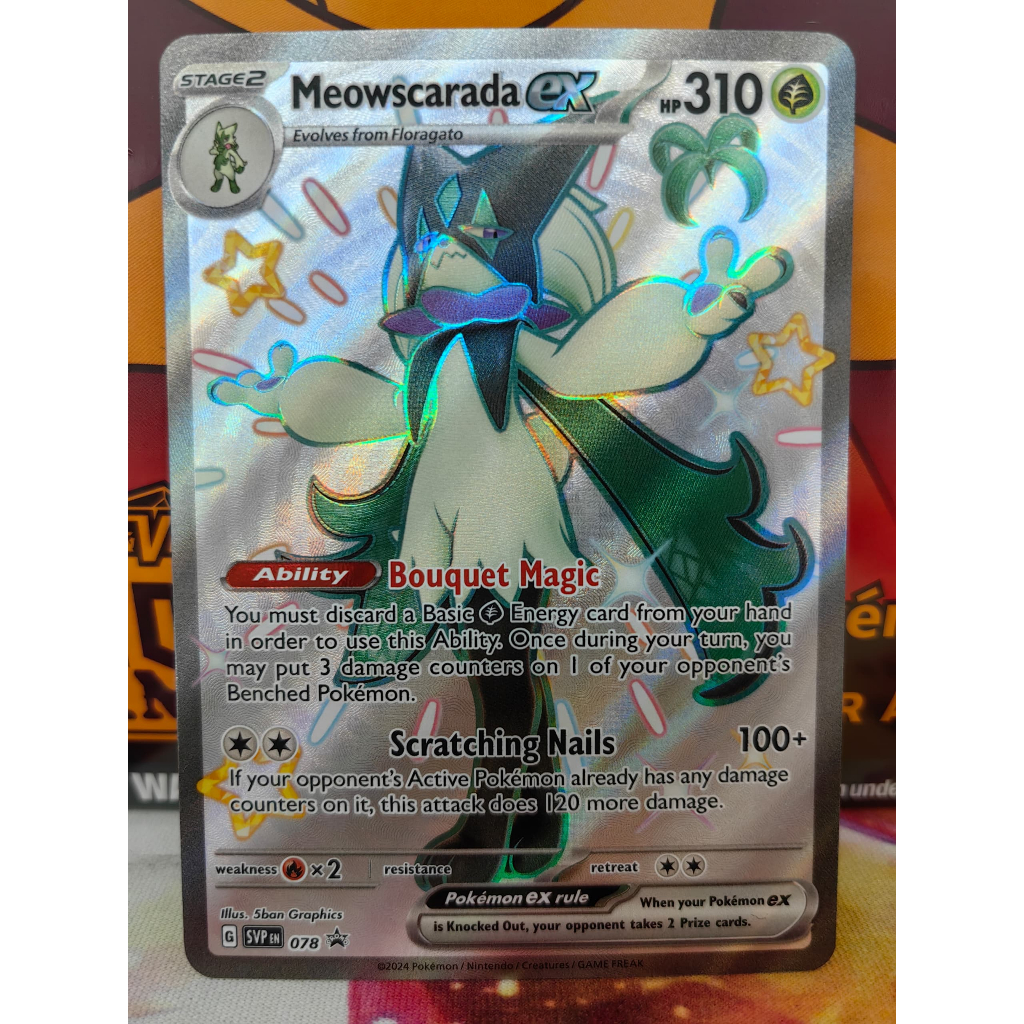 STAGE2
Meowscarada ex
HP 310
Evolves from Floragato
Ability Bouquet Magic
You must discard a Basic Energy card from your hand
in order to use this Ability. Once during your turn, you
may put 3 damage counters on 1 of your opponent's
Benched Pokémon.
Scratching Nails 100+
If your opponent's Active Pokémon already has any damage
counters on it, this attack does 120 more damage.
weakness ×2 resistance retreat
Pokémon ex rule
When your Pokémon ex
is Knocked Out, your opponent takes 2 Prize cards.
Illus. 5ban Graphics
G SVP EN 078
©2024 Pokémon / Nintendo / Creatures / GAME FREAK